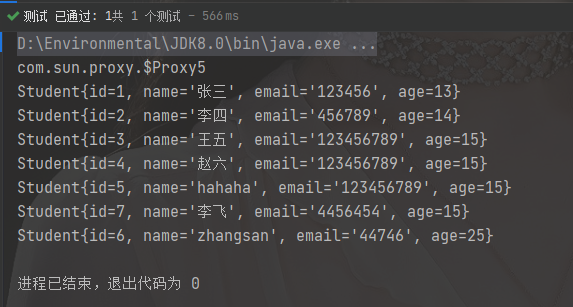 测试 已通过: 1共 1 个测试 – 566 ms
D:\Environmental\JDK8.0\bin\java.exe ...
com.sun.proxy.$Proxy5
Student{id=1, name='张三', email='123456', age=13}
Student{id=2, name='李四', email='456789', age=14}
Student{id=3, name='王五', email='123456789', age=15}
Student{id=4, name='赵六', email='123456789', age=15}
Student{id=5, name='hahaha', email='123456789', age=15}
Student{id=7, name='李飞', email='4456454', age=15}
Student{id=6, name='zhangsan', email='44746', age=25}
进程已结束，退出代码为 0